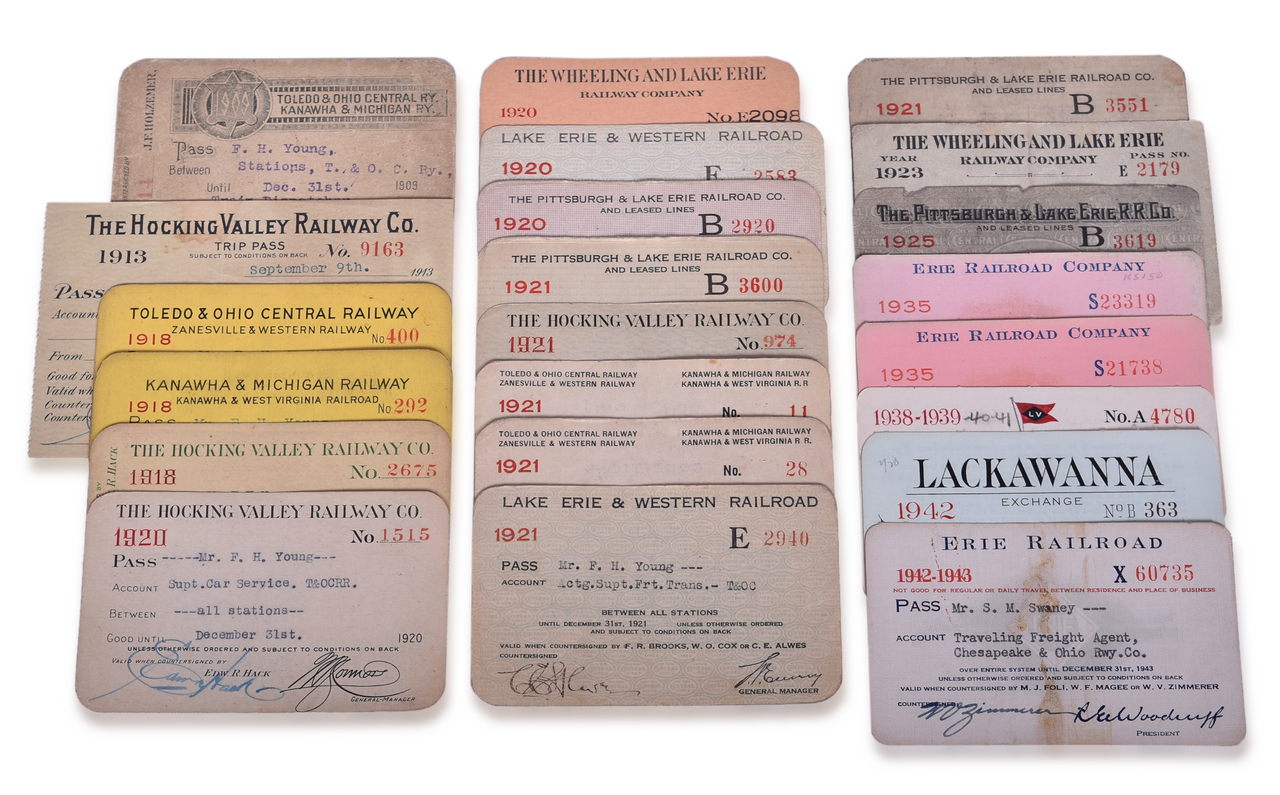 1909
TOLEDO & OHIO CENTRAL RY.
KANAWHA & MICHIGAN RY.
J.F. HOLZEMER,
Pass F. H. Young,
Between Stations, T. & O. C. Ry.,
Until Dec. 31st. 1909
Train Dispatcher
THE HOCKING VALLEY RAILWAY CO.
1913 TRIP PASS No. 9163
SUBJECT TO CONDITIONS ON BACK
September 9th. 1913
PASS
Account
From
Good for
Valid wh
Counter
Counter
TOLEDO & OHIO CENTRAL RAILWAY
ZANESVILLE & WESTERN RAILWAY
1918 No 400
KANAWHA & MICHIGAN RAILWAY
1918 KANAWHA & WEST VIRGINIA RAILROAD No. 292
PASS
BY
R. HACK
THE HOCKING VALLEY RAILWAY CO.
1918 No. 2675
THE HOCKING VALLEY RAILWAY CO.
1920 No. 1515
PASS -----Mr. F. H. Young---
ACCOUNT Supt.Car Service. T&OCRR.
BETWEEN ---all stations--
GOOD UNTIL December 31st. 1920
UNLESS OTHERWISE ORDERED AND SUBJECT TO CONDITIONS ON BACK
VALID WHEN COUNTERSIGNED BY EDW. R. HACK
GENERAL-MANAGER
THE WHEELING AND LAKE ERIE
RAILWAY COMPANY
1920 No E2098
LAKE ERIE & WESTERN RAILROAD
1920 E 2583
THE PITTSBURGH & LAKE ERIE RAILROAD CO.
AND LEASED LINES
1920 B 2920
THE PITTSBURGH & LAKE ERIE RAILROAD CO.
AND LEASED LINES
1921 B 3600
THE HOCKING VALLEY RAILWAY CO.
1921 No. 974
TOLEDO & OHIO CENTRAL RAILWAY KANAWHA & MICHIGAN RAILWAY
ZANESVILLE & WESTERN RAILWAY KANAWHA & WEST VIRGINIA R. R
1921 No. 11
TOLEDO & OHIO CENTRAL RAILWAY KANAWHA & MICHIGAN RAILWAY
ZANESVILLE & WESTERN RAILWAY KANAWHA & WEST VIRGINIA R. R.
1921 No. 28
LAKE ERIE & WESTERN RAILROAD
1921 E 2940
PASS Mr. F. H. Young ---
ACCOUNT Actg.Supt.Frt.Trans.- T&OC
BETWEEN ALL STATIONS
UNTIL DECEMBER 31ST, 1921 UNLESS OTHERWISE ORDERED
AND SUBJECT TO CONDITIONS ON BACK
VALID WHEN COUNTERSIGNED BY F. R. BROOKS, W. O. COX OR C. E. ALWES
COUNTERSIGNED
GENERAL MANAGER
THE PITTSBURGH & LAKE ERIE RAILROAD CO.
AND LEASED LINES
1921 B 3551
THE WHEELING AND LAKE ERIE
YEAR RAILWAY COMPANY PASS NO.
1923 E 2179
THE PITTSBURGH & LAKE ERIE R.R. CO.
AND LEASED LINES
1925 B 3619
ERIE RAILROAD COMPANY
1935 S23319
ERIE RAILROAD COMPANY
1935 S21738
1938-1939 -40-41 LV No. A 4780
LACKAWANNA
EXCHANGE
1942 No B 363
ERIE RAILROAD
1942-1943 X 60735
NOT GOOD FOR REGULAR OR DAILY TRAVEL BETWEEN RESIDENCE AND PLACE OF BUSINESS
PASS Mr. S. M. Swaney ---
ACCOUNT Traveling Freight Agent,
Chesapeake & Ohio Rwy.Co.
OVER ENTIRE SYSTEM UNTIL DECEMBER 31ST, 1943
UNLESS OTHERWISE ORDERED AND SUBJECT TO CONDITIONS ON BACK
VALID WHEN COUNTERSIGNED BY M. J. FOLI, W. F. MAGEE OR W. V. ZIMMERER
COUNTERSIGNED BY WV Zimmerer R E Woodruff
PRESIDENT